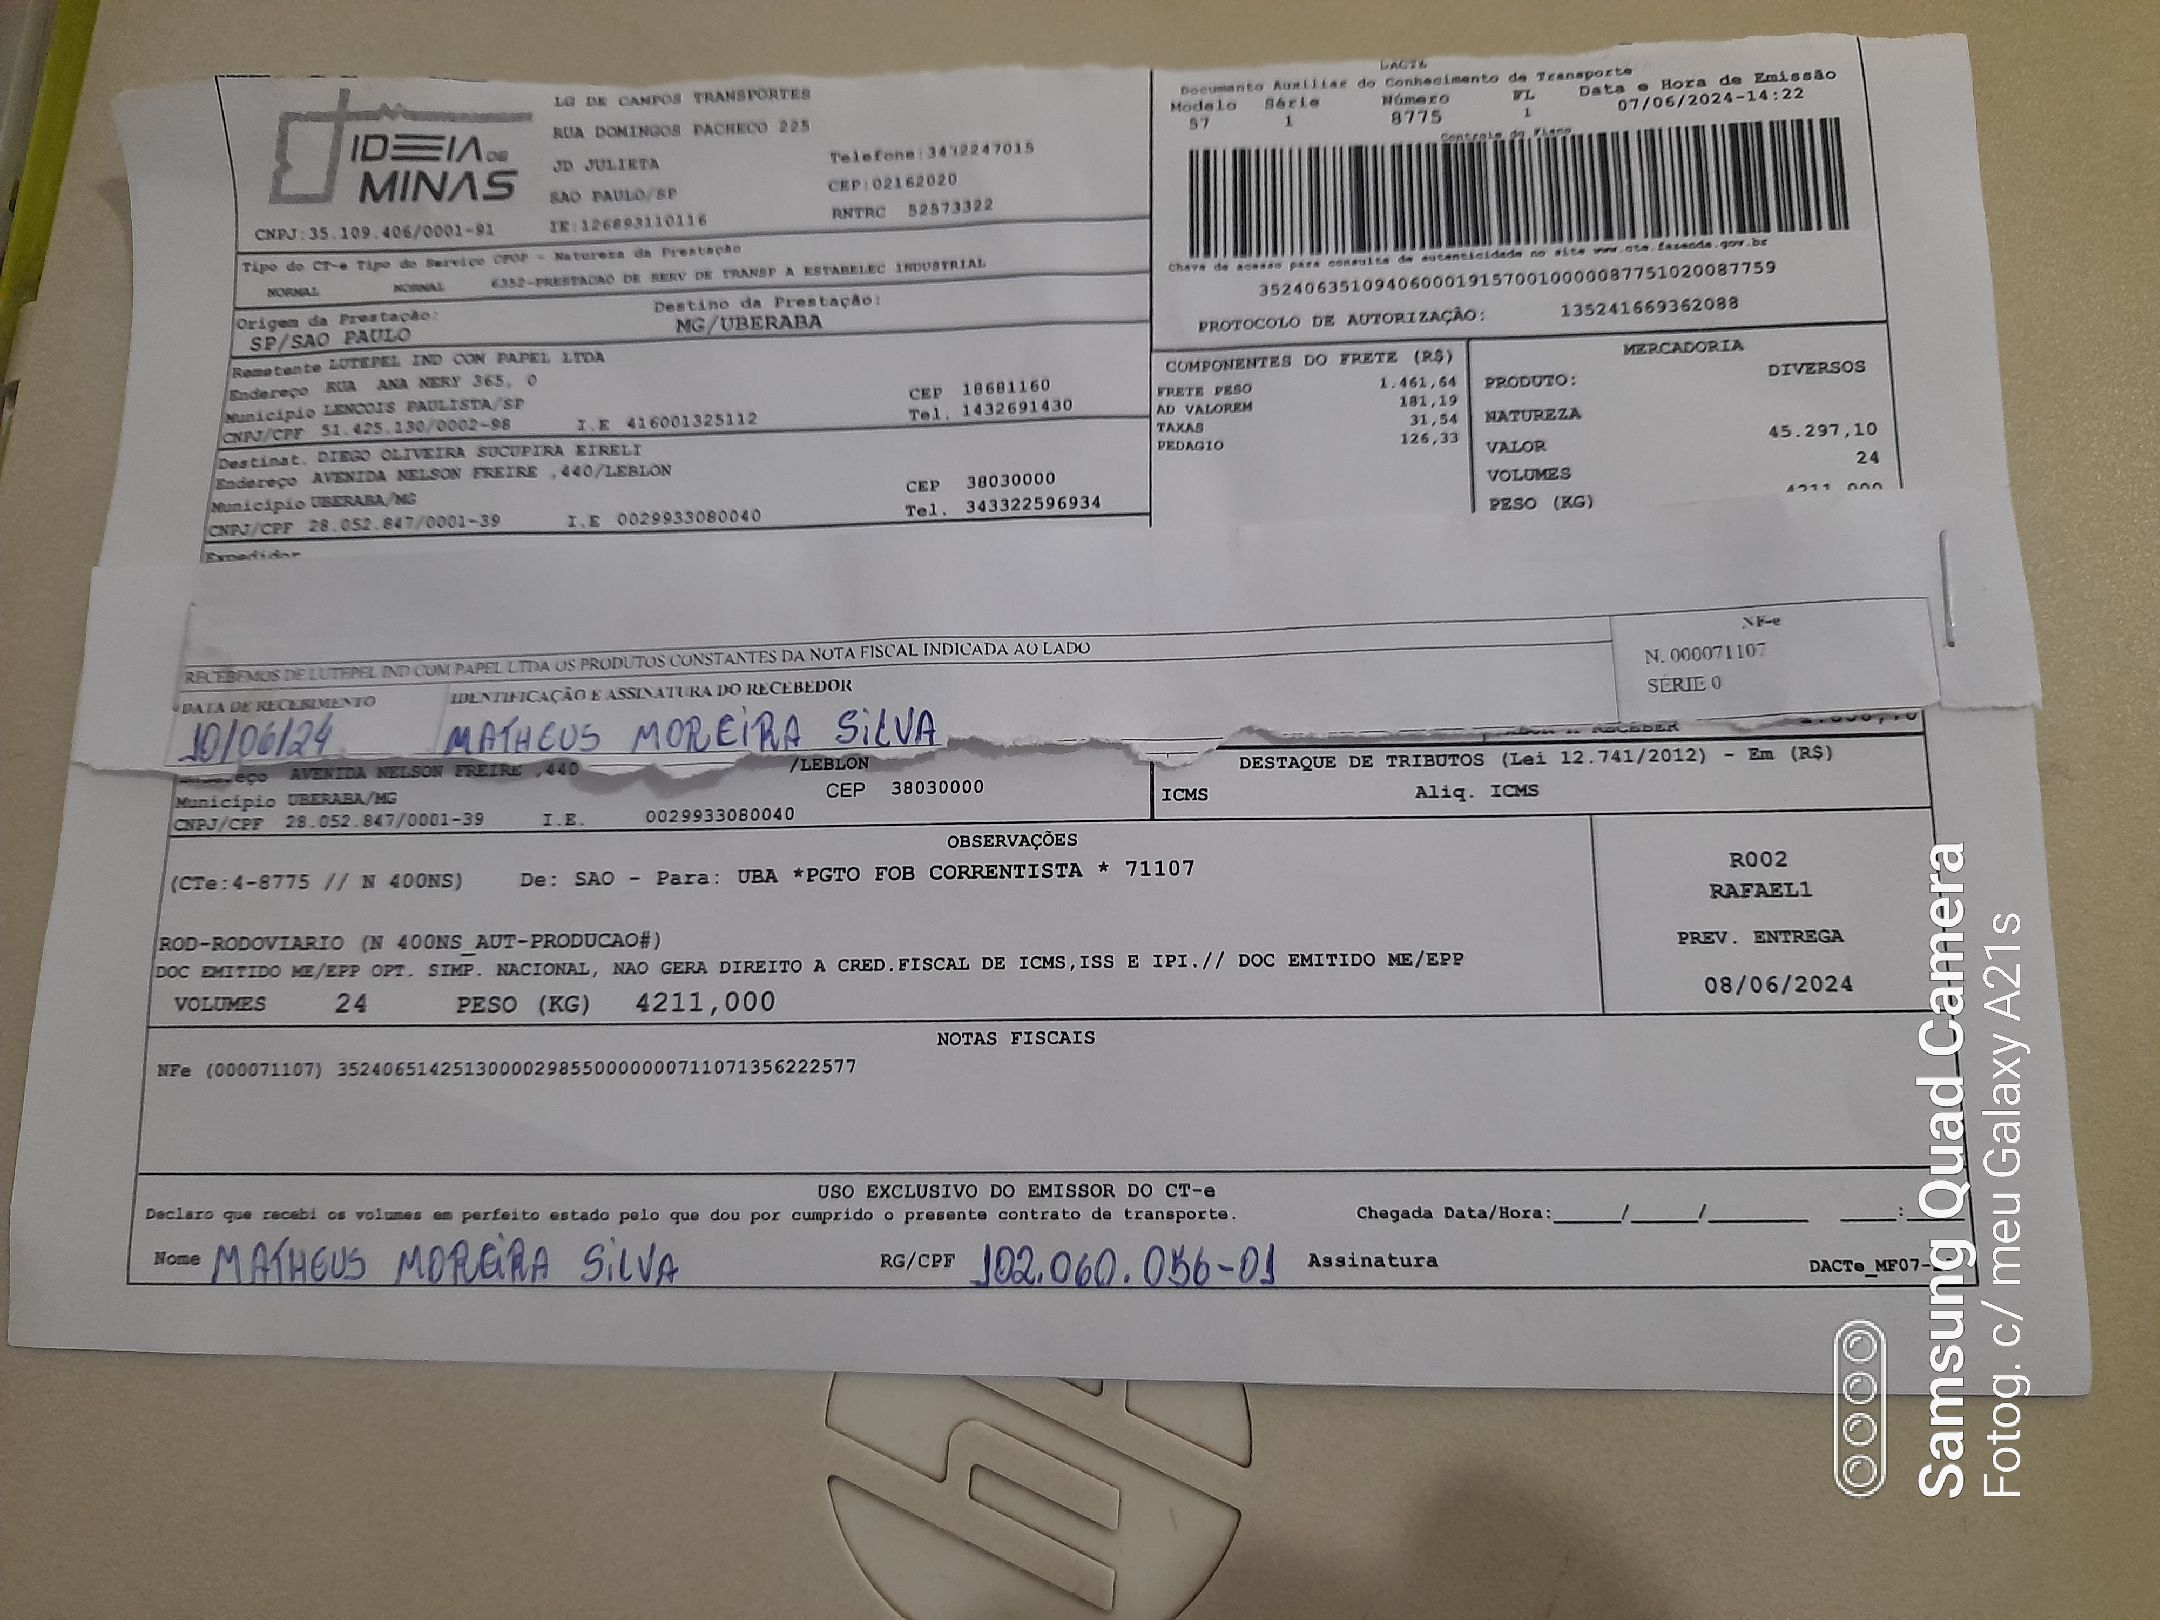 IDEIA DE
MINAS
CNPJ:35.109.406/0001-91
LG DE CAMPOS TRANSPORTES
RUA DOMINGOS PACHECO 225
JD JULIETA
SAO PAULO/SP
IE:126893110116
Telefone:3432247015
CEP:02162020
RNTRC 52573322
DACTE
Documento Auxiliar do Conhecimento de Transporte
Modelo Série Número FL Data e Hora de Emissão
57 1 8775 1 07/06/2024-14:22
Controle do Fisco
Chave de acesso para consulta de autenticidade no site www.cte.fazenda.gov.br
35240635109406000191570010000087751020087759
PROTOCOLO DE AUTORIZAÇÃO: 135241669362088
Tipo do CT-e Tipo do Serviço CFOP - Natureza da Prestação
NORMAL NORMAL 6352-PRESTACAO DE SERV DE TRANSP A ESTABELEC INDUSTRIAL
Origem da Prestação: Destino da Prestação:
SP/SAO PAULO MG/UBERABA
Remetente LUTEPEL IND CON PAPEL LTDA
Endereço RUA ANA NERY 365, 0 CEP 18681160
Município LENCOIS PAULISTA/SP Tel. 1432691430
CNPJ/CPF 51.425.130/0002-98 I.E 416001325112
Destinat. DIEGO OLIVEIRA SUCUPIRA EIRELI
Endereço AVENIDA NELSON FREIRE ,440/LEBLON CEP 38030000
Município UBERABA/MG Tel. 343322596934
CNPJ/CPF 28.052.847/0001-39 I.E 0029933080040
Expedidor
COMPONENTES DO FRETE (R$)
FRETE PESO 1.461,64
AD VALOREM 181,19
TAXAS 31,54
PEDAGIO 126,33
MERCADORIA
PRODUTO: DIVERSOS
NATUREZA
VALOR 45.297,10
VOLUMES 24
PESO (KG) 4211,000
RECEBEMOS DE LUTEPEL IND COM PAPEL LTDA OS PRODUTOS CONSTANTES DA NOTA FISCAL INDICADA AO LADO
NF-e
N. 000071107
SÉRIE 0
DATA DE RECEBIMENTO IDENTIFICAÇÃO E ASSINATURA DO RECEBEDOR
10/06/24 MATHEUS MOREIRA SILVA
RECEBER
AVENIDA NELSON FREIRE ,440 /LEBLON
Município UBERABA/MG CEP 38030000
CNPJ/CPF 28.052.847/0001-39 I.E. 0029933080040
DESTAQUE DE TRIBUTOS (Lei 12.741/2012) - Em (R$)
ICMS Aliq. ICMS
OBSERVAÇÕES
(CTe:4-8775 // N 400NS) De: SAO - Para: UBA *PGTO FOB CORRENTISTA * 71107
ROD-RODOVIARIO (N 400NS_AUT-PRODUCAO#)
DOC EMITIDO ME/EPP OPT. SIMP. NACIONAL, NAO GERA DIREITO A CRED.FISCAL DE ICMS,ISS E IPI.// DOC EMITIDO ME/EPP
VOLUMES 24 PESO (KG) 4211,000
R002
RAFAEL1
PREV. ENTREGA
08/06/2024
NOTAS FISCAIS
NFe (000071107) 35240651425130000298550000000711071356222577
USO EXCLUSIVO DO EMISSOR DO CT-e
Declaro que recebi os volumes em perfeito estado pelo que dou por cumprido o presente contrato de transporte. Chegada Data/Hora:_____/_____/_______ ____:
Nome MATHEUS MOREIRA SILVA RG/CPF 102.060.056-01 Assinatura DACTe_MF07-
Samsung Quad Camera
Fotog. c/ meu Galaxy A21s